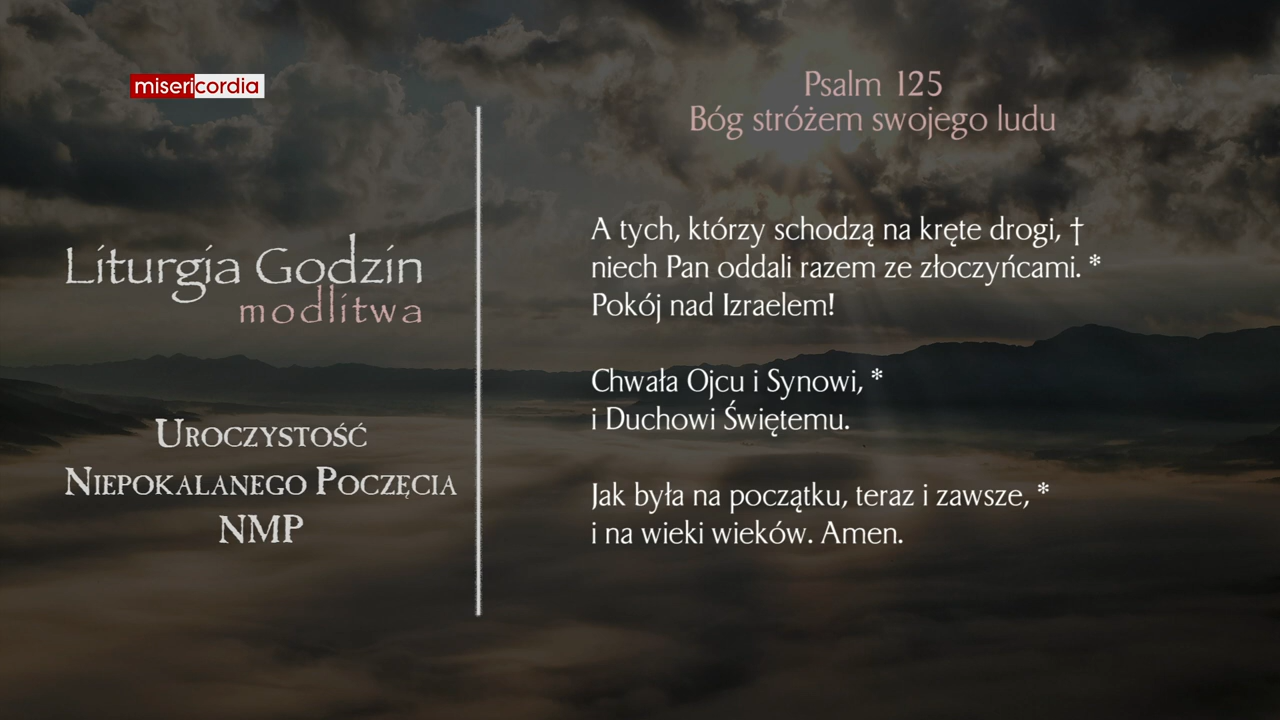 misericordia
Liturgia Godzin
modlitwa
Uroczystość
Niepokalanego Poczęcia
NMP
Psalm 125
Bóg stróżem swojego ludu
A tych, którzy schodzą na kręte drogi, †
niech Pan oddali razem ze złoczyńcami. *
Pokój nad Izraelem!
Chwała Ojcu i Synowi, *
i Duchowi Świętemu.
Jak była na początku, teraz i zawsze, *
i na wieki wieków. Amen.